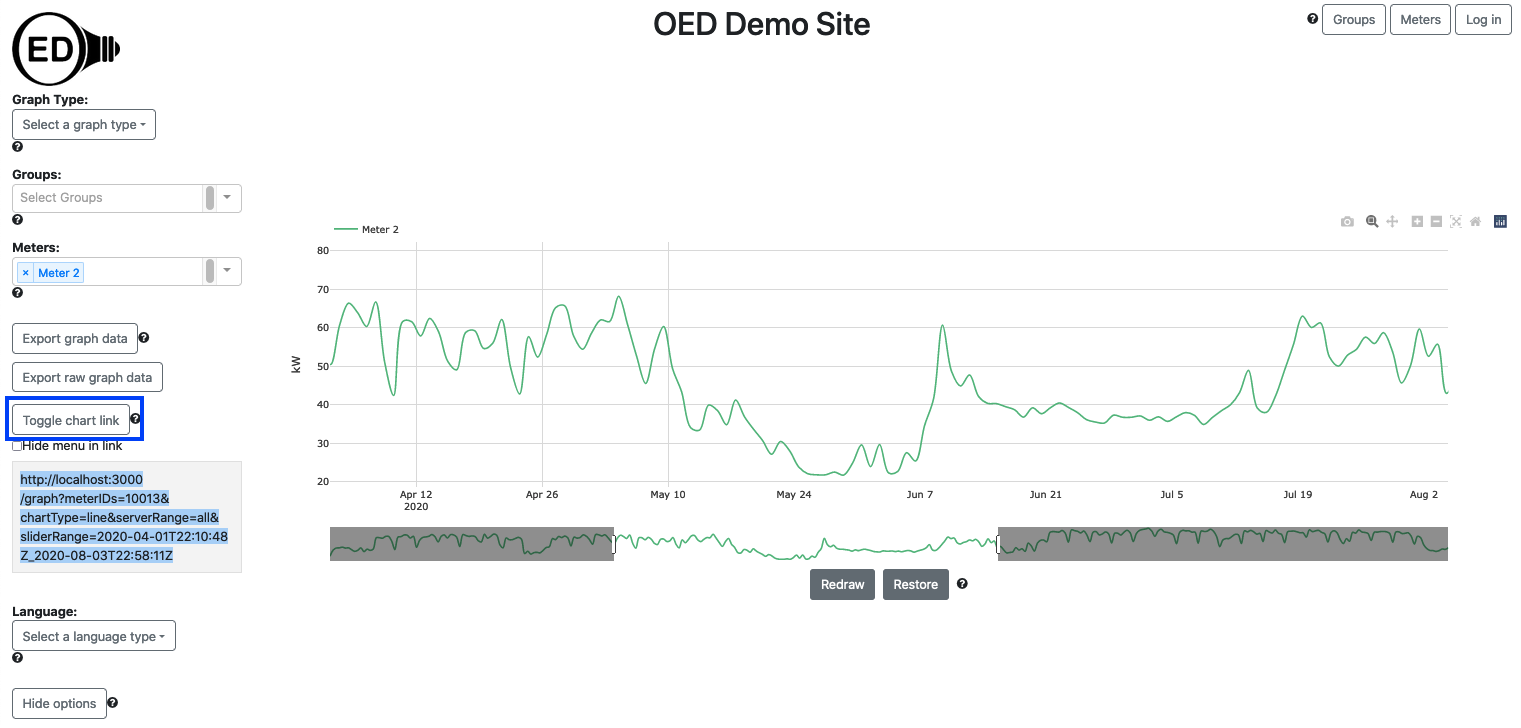 OED Demo Site
Groups
Meters
Log in
ED
Graph Type:
Select a graph type
Groups:
Select Groups
Meters:
× Meter 2
Export graph data
Export raw graph data
Toggle chart link
Hide menu in link
http://localhost:3000
/graph?meterIDs=10013&
chartType=line&serverRange=all&
sliderRange=2020-04-01T22:10:48
Z_2020-08-03T22:58:11Z
Language:
Select a language type
Hide options
Meter 2
kW
80
70
60
50
40
30
20
Apr 12 Apr 26 May 10 May 24 Jun 7 Jun 21 Jul 5 Jul 19 Aug 2
2020
Redraw
Restore